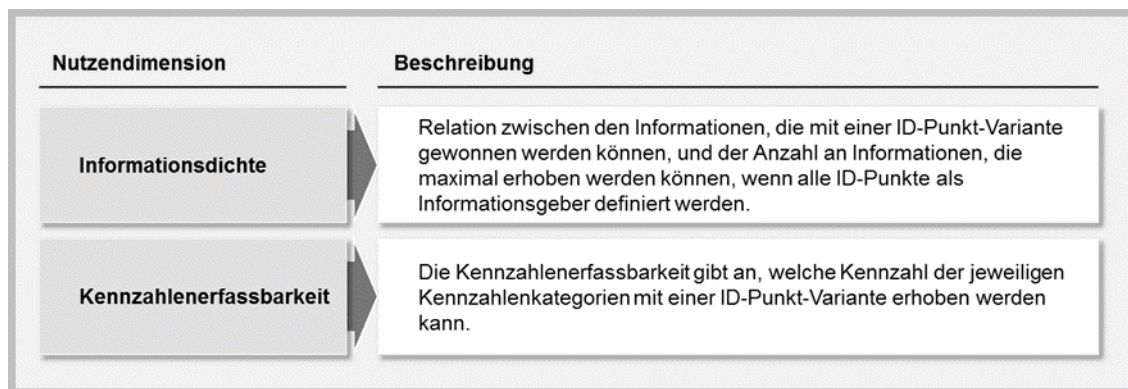 Nutzendimension
Beschreibung
Informationsdichte
Relation zwischen den Informationen, die mit einer ID-Punkt-Variante
gewonnen werden können, und der Anzahl an Informationen, die
maximal erhoben werden können, wenn alle ID-Punkte als
Informationsgeber definiert werden.
Kennzahlenerfassbarkeit
Die Kennzahlenerfassbarkeit gibt an, welche Kennzahl der jeweiligen
Kennzahlenkategorien mit einer ID-Punkt-Variante erhoben werden
kann.